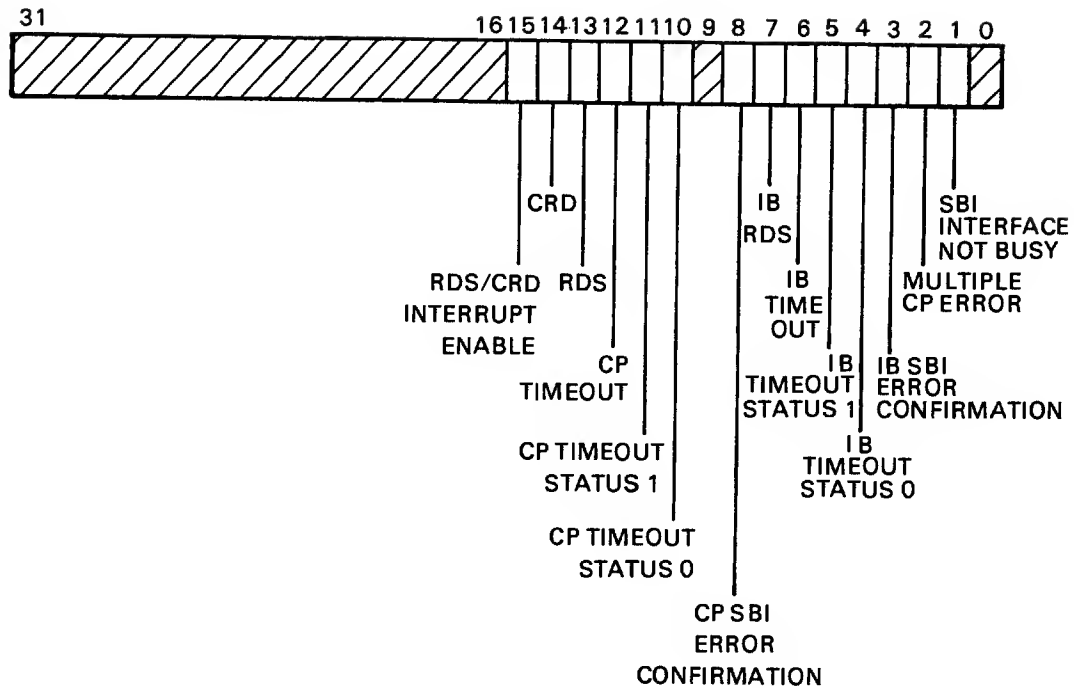 31 16 15 14 13 12 11 10 9 8 7 6 5 4 3 2 1 0
RDS/CRD
INTERRUPT
ENABLE
CRD
RDS
CP
TIMEOUT
CP TIMEOUT
STATUS 1
CP TIMEOUT
STATUS 0
CP SBI
ERROR
CONFIRMATION
IB
RDS
IB
TIME
OUT
IB
TIMEOUT
STATUS 1
IB
TIMEOUT
STATUS 0
IB SBI
ERROR
CONFIRMATION
MULTIPLE
CP ERROR
SBI
INTERFACE
NOT BUSY